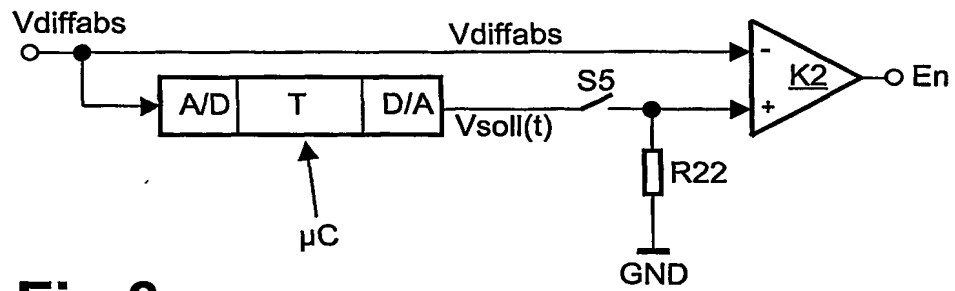 Vdiffabs
Vdiffabs
A/D T D/A
S5
K2
-
+
En
Vsoll(t)
R22
µC
GND